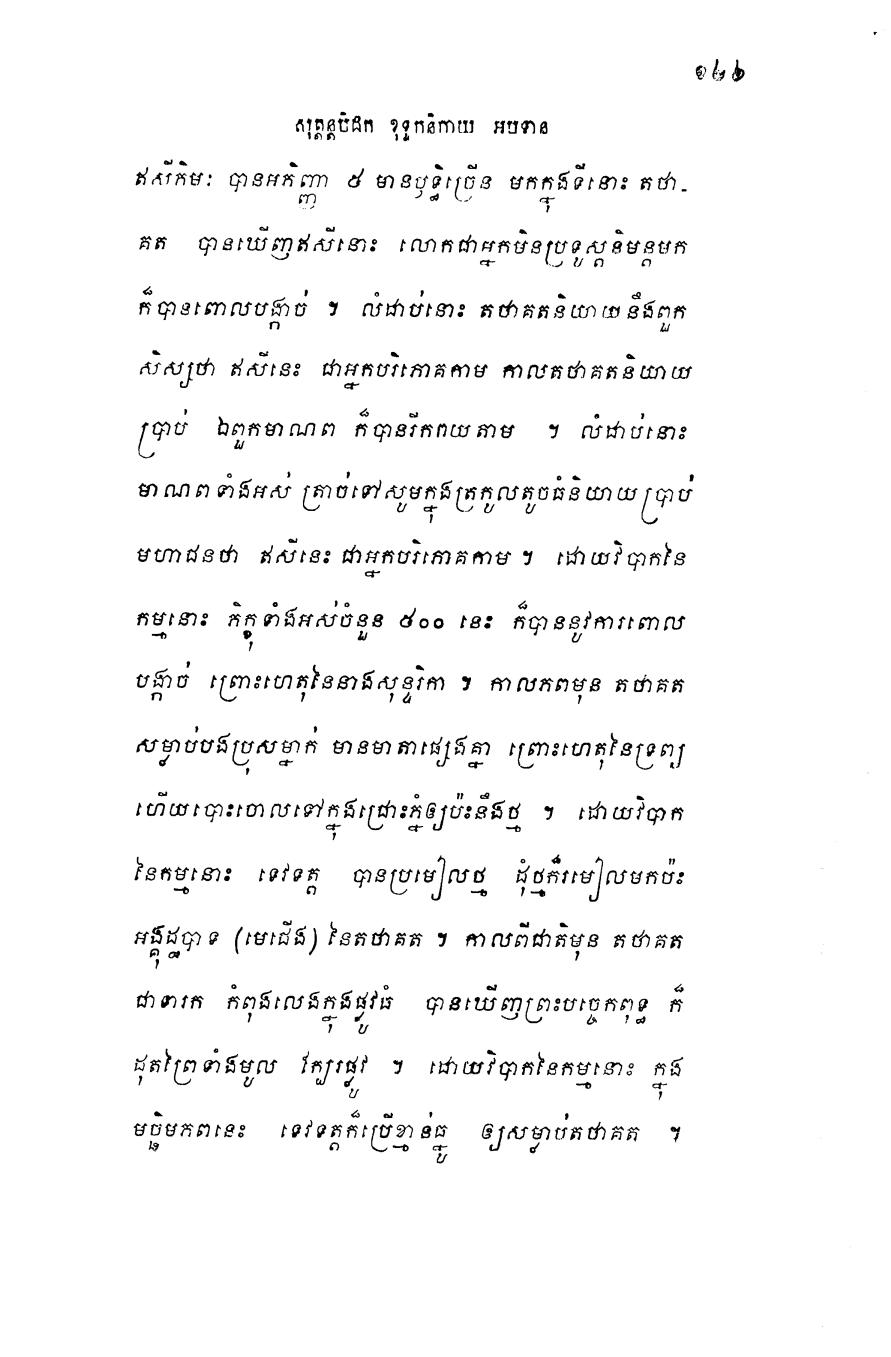 ១៤៦
សុត្តន្តបិដក ខុទ្ទកនិកាយ អបទាន
ឥសីភិមៈ បានអភិញ្ញា ៥ មានឫទ្ធិច្រើន មកក្នុងទីនោះ តថា-
គត បានឃើញឥសីនោះ លោកជាអ្នកមិនប្រទូស្តនិមន្តមក
ក៏បានពោលបង្កាច់ ។ លំដាប់នោះ តថាគតនិយាយនឹងពួក
សិស្សថា ឥសីនេះ ជាអ្នកបរិភោគកាម កាលតថាគតនិយាយ
ប្រាប់ ឯពួកមាណព ក៏បានរីករាយតាម ។ លំដាប់នោះ
មាណពទាំងអស់ ត្រាច់ទៅសូមក្នុងត្រកូលតូចធំនិយាយប្រាប់
មហាជនថា ឥសីនេះ ជាអ្នកបរិភោគកាម ។ ដោយវិបាកនៃ
កម្មនោះ ភិក្ខុទាំងអស់ចំនួន ៥០០ នេះ ក៏បាននូវការពោល
បង្កាច់ ព្រោះហេតុនៃនាងសុន្ទរិកា ។ កាលភពមុន តថាគត
សម្លាប់បងប្រុសម្នាក់ មានមាតាផ្សេងគ្នា ព្រោះហេតុនៃទ្រព្យ
ហើយបោះចោលទៅក្នុងជ្រោះភ្នំឲ្យប៉ះនឹងថ្ម ។ ដោយវិបាក
នៃកម្មនោះ ទេវទត្ត បានប្រមៀលថ្ម ដុំថ្មក៏រមៀលមកប៉ះ
អង្គុដ្ឋបាទ (មេជើង) នៃតថាគត ។ កាលពីជាតិមុន តថាគត
ជាទារក កំពុងលេងក្នុងផ្លូវធំ បានឃើញព្រះបច្ចេកពុទ្ធ ក៏
ដុតព្រៃទាំងមូល ក្បែរផ្លូវ ។ ដោយវិបាកនៃកម្មនោះ ក្នុង
មច្ឆិមភពនេះ ទេវទត្តក៏ប្រើខ្មាន់ធ្នូ ឲ្យសម្លាប់តថាគត ។